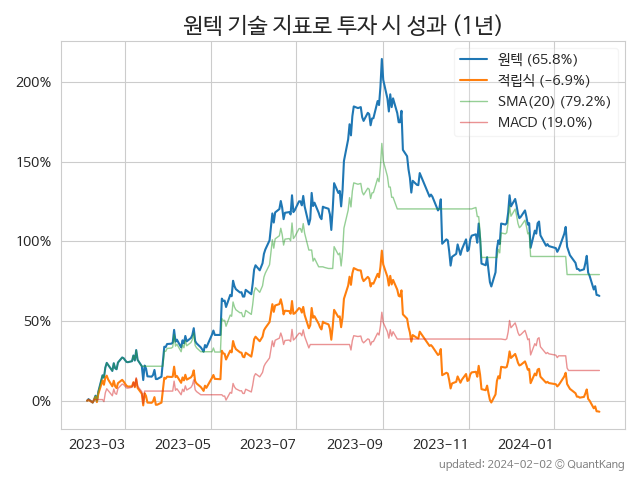 원텍 기술 지표로 투자 시 성과 (1년)
원텍 (65.8%)
적립식 (-6.9%)
SMA(20) (79.2%)
MACD (19.0%)
200%
150%
100%
50%
0%
2023-03 2023-05 2023-07 2023-09 2023-11 2024-01
updated: 2024-02-02 © QuantKang